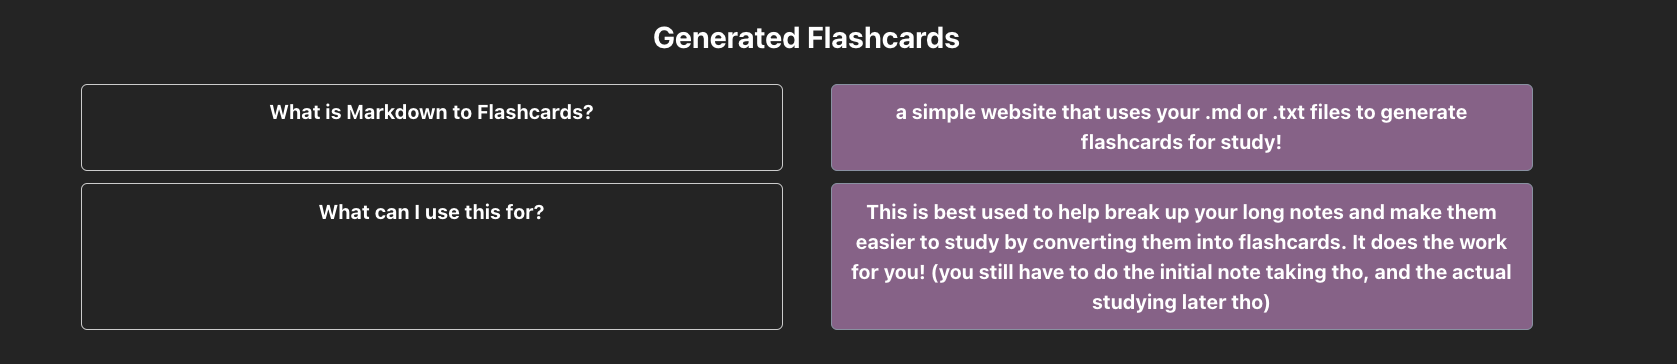 Generated Flashcards
What is Markdown to Flashcards?
a simple website that uses your .md or .txt files to generate
flashcards for study!
What can I use this for?
This is best used to help break up your long notes and make them
easier to study by converting them into flashcards. It does the work
for you! (you still have to do the initial note taking tho, and the actual
studying later tho)